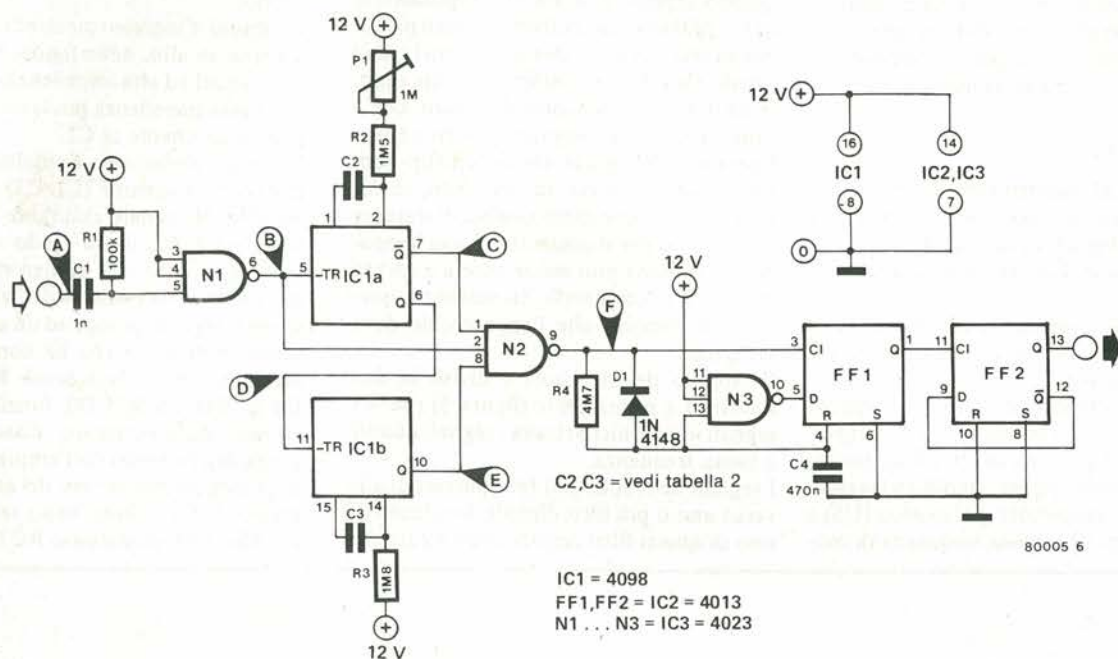 12 V +
P1
1M
R2
1M5
C2
12 V +
R1
100k
A
C1
1n
3
4
5
N1
6
B
1 2
5 –TR IC1a
Q 7
Q̅ 6
C
D
11 –TR IC1b
Q 10
E
15 14
C3
R3
1M8
12 V +
1
2
8
N2
9
F
R4
4M7
D1
1N
4148
C2,C3 = vedi tabella 2
12 V
+
11
12
13
N3
10
3 Cl
5 D
FF1
Q 1
R S
4 6
C4
470n
11 Cl
9 D
FF2
Q 13
Q̅ 12
R S
10 8
12 V +
16 14
IC1 IC2,IC3
8 7
0
80005 6
IC1 = 4098
FF1,FF2 = IC2 = 4013
N1 . . . N3 = IC3 = 4023